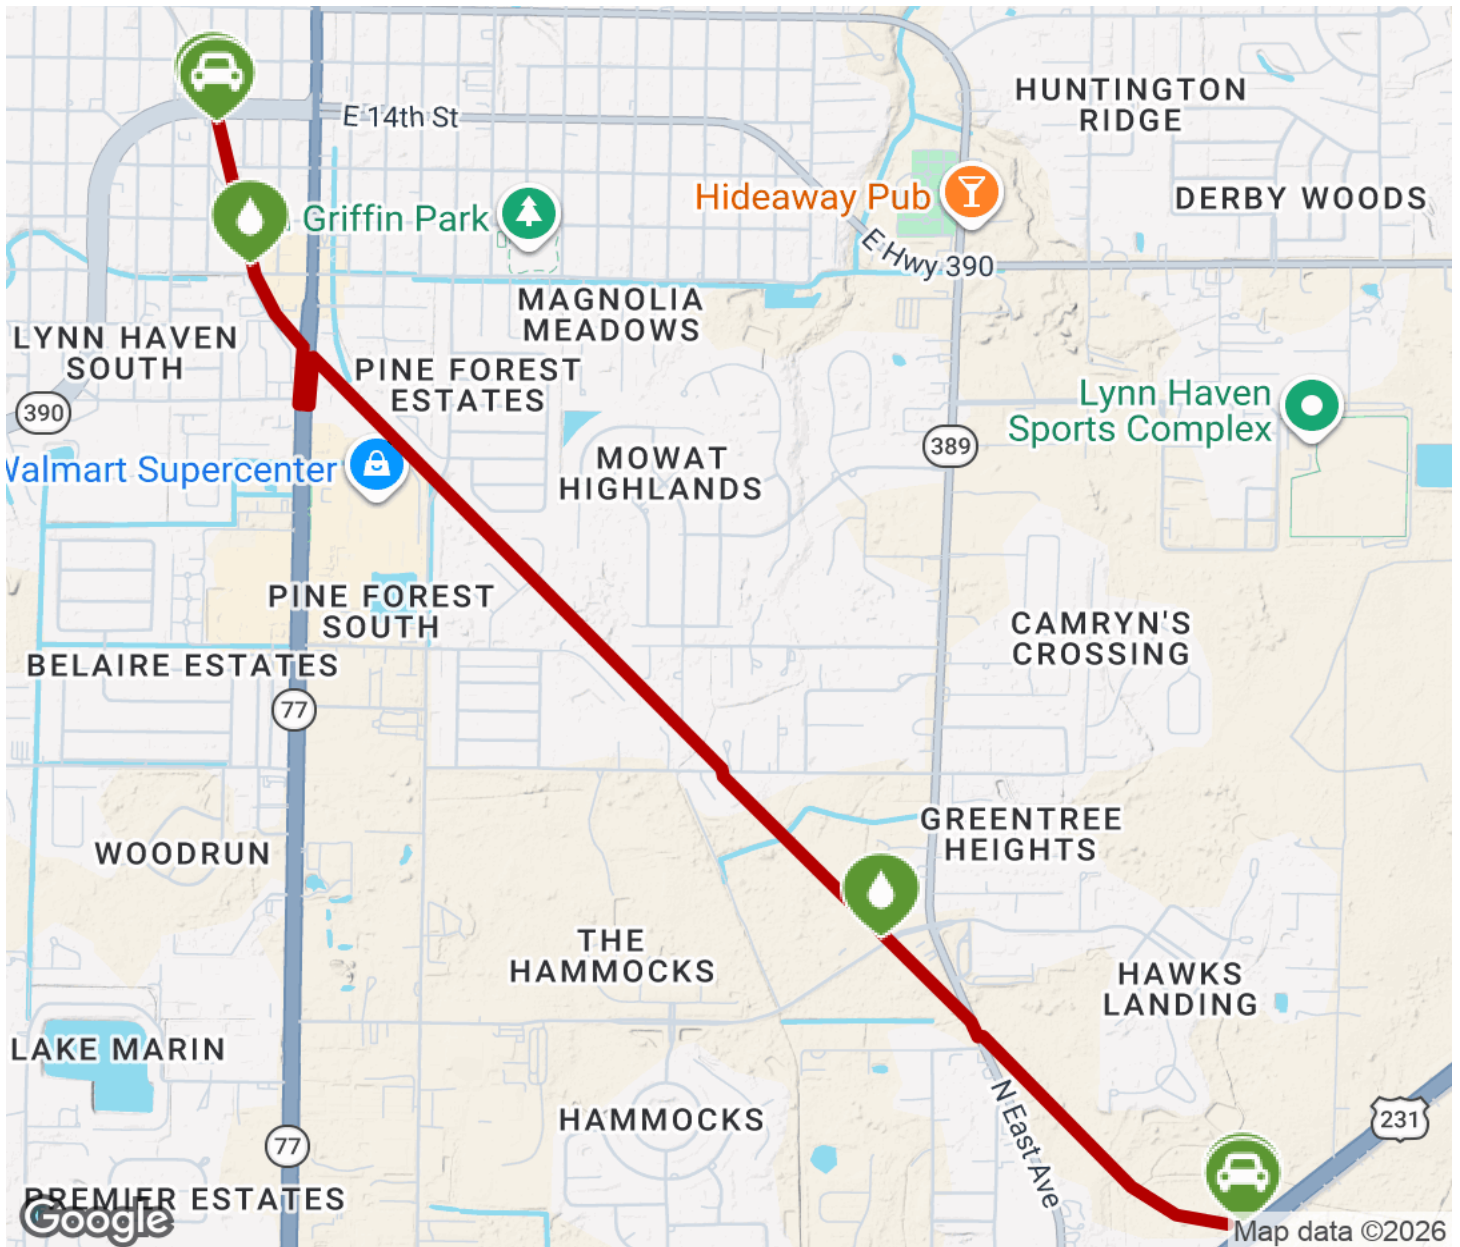 E 14th St
HUNTINGTON
RIDGE
Griffin Park
Hideaway Pub
DERBY WOODS
E Hwy 390
MAGNOLIA
MEADOWS
LYNN HAVEN
SOUTH
PINE FOREST
ESTATES
390
Lynn Haven
Sports Complex
389
Walmart Supercenter
MOWAT
HIGHLANDS
PINE FOREST
SOUTH
CAMRYN'S
CROSSING
BELAIRE ESTATES
77
GREENTREE
HEIGHTS
WOODRUN
THE
HAMMOCKS
HAWKS
LANDING
LAKE MARIN
HAMMOCKS
N East Ave
231
77
PREMIER ESTATES
Google
Map data ©2026